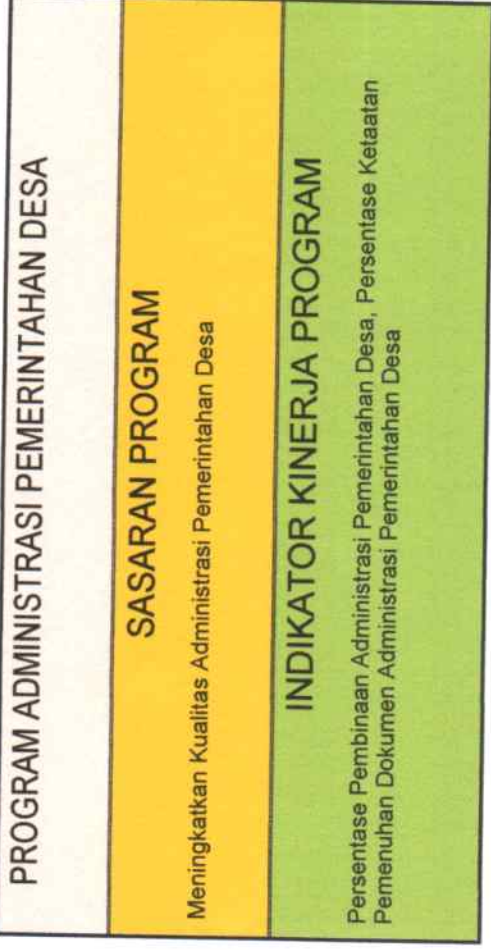 PROGRAM ADMINISTRASI PEMERINTAHAN DESA
SASARAN PROGRAM
Meningkatkan Kualitas Administrasi Pemerintahan Desa
INDIKATOR KINERJA PROGRAM
Persentase Pembinaan Administrasi Pemerintahan Desa, Persentase Ketaatan
Pemenuhan Dokumen Administrasi Pemerintahan Desa